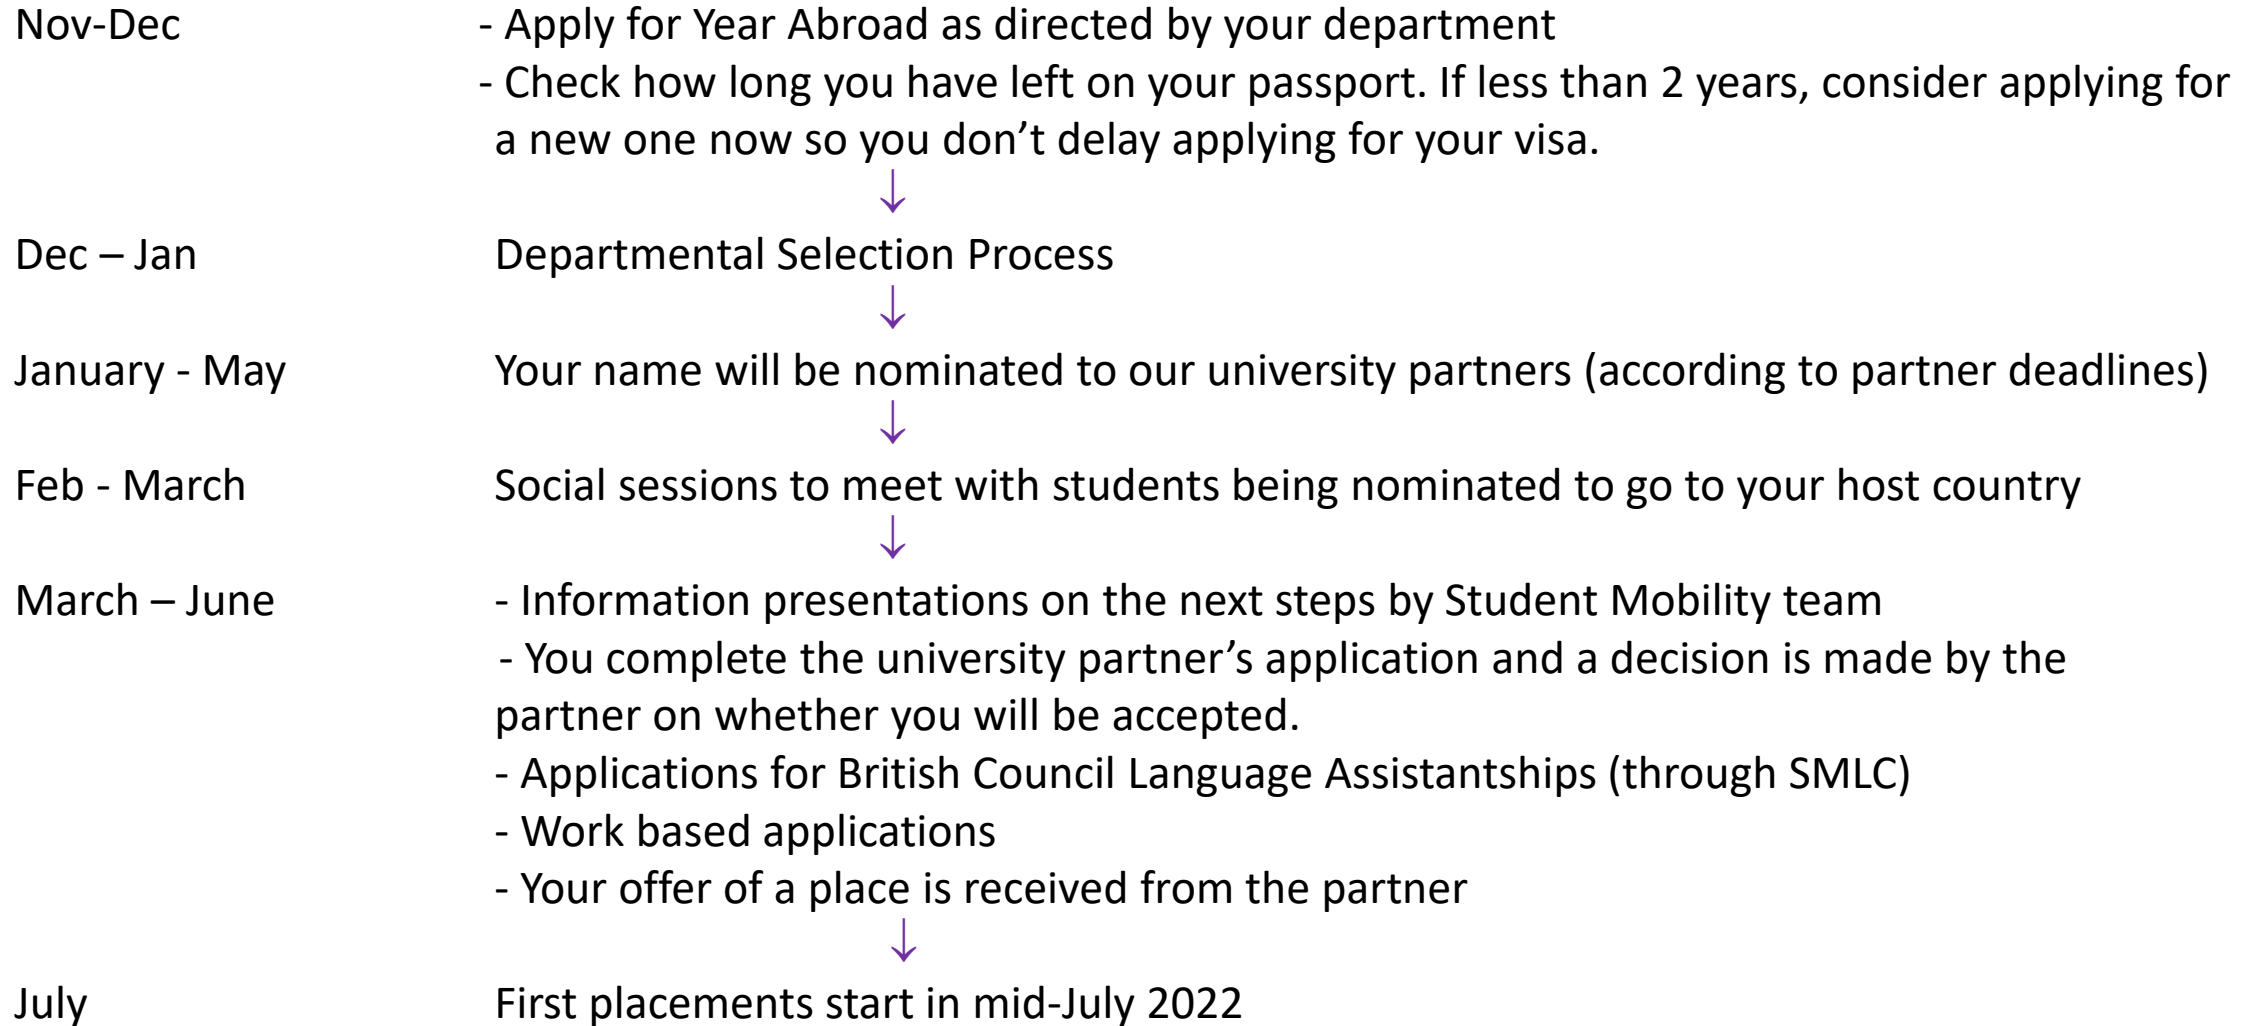 Nov-Dec - Apply for Year Abroad as directed by your department
- Check how long you have left on your passport. If less than 2 years, consider applying for
a new one now so you don’t delay applying for your visa.
↓
Dec – Jan Departmental Selection Process
↓
January - May Your name will be nominated to our university partners (according to partner deadlines)
↓
Feb - March Social sessions to meet with students being nominated to go to your host country
↓
March – June - Information presentations on the next steps by Student Mobility team
- You complete the university partner’s application and a decision is made by the
partner on whether you will be accepted.
- Applications for British Council Language Assistantships (through SMLC)
- Work based applications
- Your offer of a place is received from the partner
↓
July First placements start in mid-July 2022